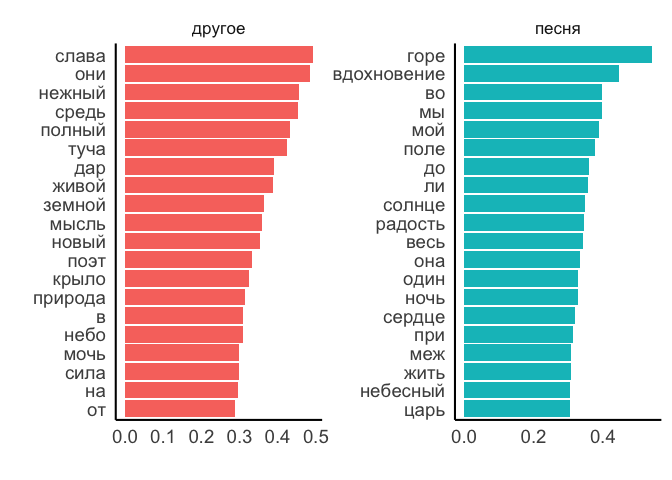 другое
слава
они
нежный
средь
полный
туча
дар
живой
земной
мысль
новый
поэт
крыло
природа
в
небо
мочь
сила
на
от
0.0 0.1 0.2 0.3 0.4 0.5
песня
горе
вдохновение
во
мы
мой
поле
до
ли
солнце
радость
весь
она
один
ночь
сердце
при
меж
жить
небесный
царь
0.0 0.2 0.4